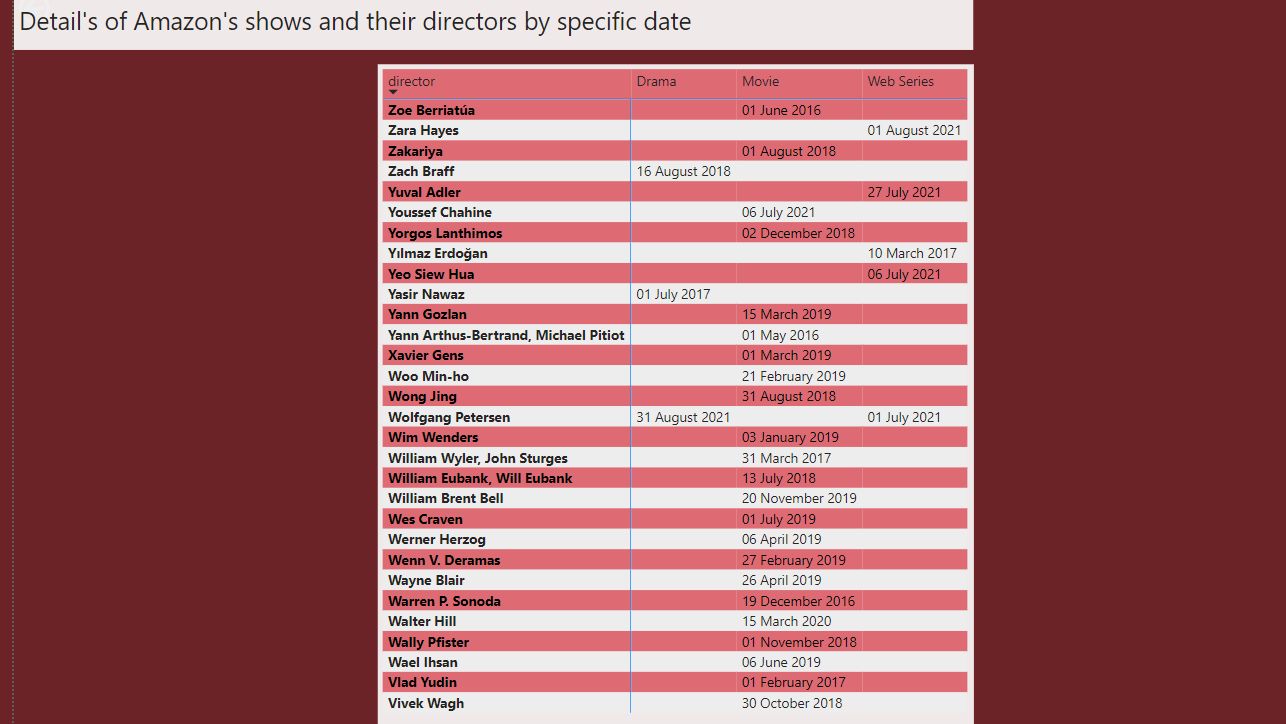 Detail's of Amazon's shows and their directors by specific date
director Drama Movie Web Series
Zoe Berriatúa 01 June 2016
Zara Hayes 01 August 2021
Zakariya 01 August 2018
Zach Braff 16 August 2018
Yuval Adler 27 July 2021
Youssef Chahine 06 July 2021
Yorgos Lanthimos 02 December 2018
Yılmaz Erdoğan 10 March 2017
Yeo Siew Hua 06 July 2021
Yasir Nawaz 01 July 2017
Yann Gozlan 15 March 2019
Yann Arthus-Bertrand, Michael Pitiot 01 May 2016
Xavier Gens 01 March 2019
Woo Min-ho 21 February 2019
Wong Jing 31 August 2018
Wolfgang Petersen 31 August 2021 01 July 2021
Wim Wenders 03 January 2019
William Wyler, John Sturges 31 March 2017
William Eubank, Will Eubank 13 July 2018
William Brent Bell 20 November 2019
Wes Craven 01 July 2019
Werner Herzog 06 April 2019
Wenn V. Deramas 27 February 2019
Wayne Blair 26 April 2019
Warren P. Sonoda 19 December 2016
Walter Hill 15 March 2020
Wally Pfister 01 November 2018
Wael Ihsan 06 June 2019
Vlad Yudin 01 February 2017
Vivek Wagh 30 October 2018